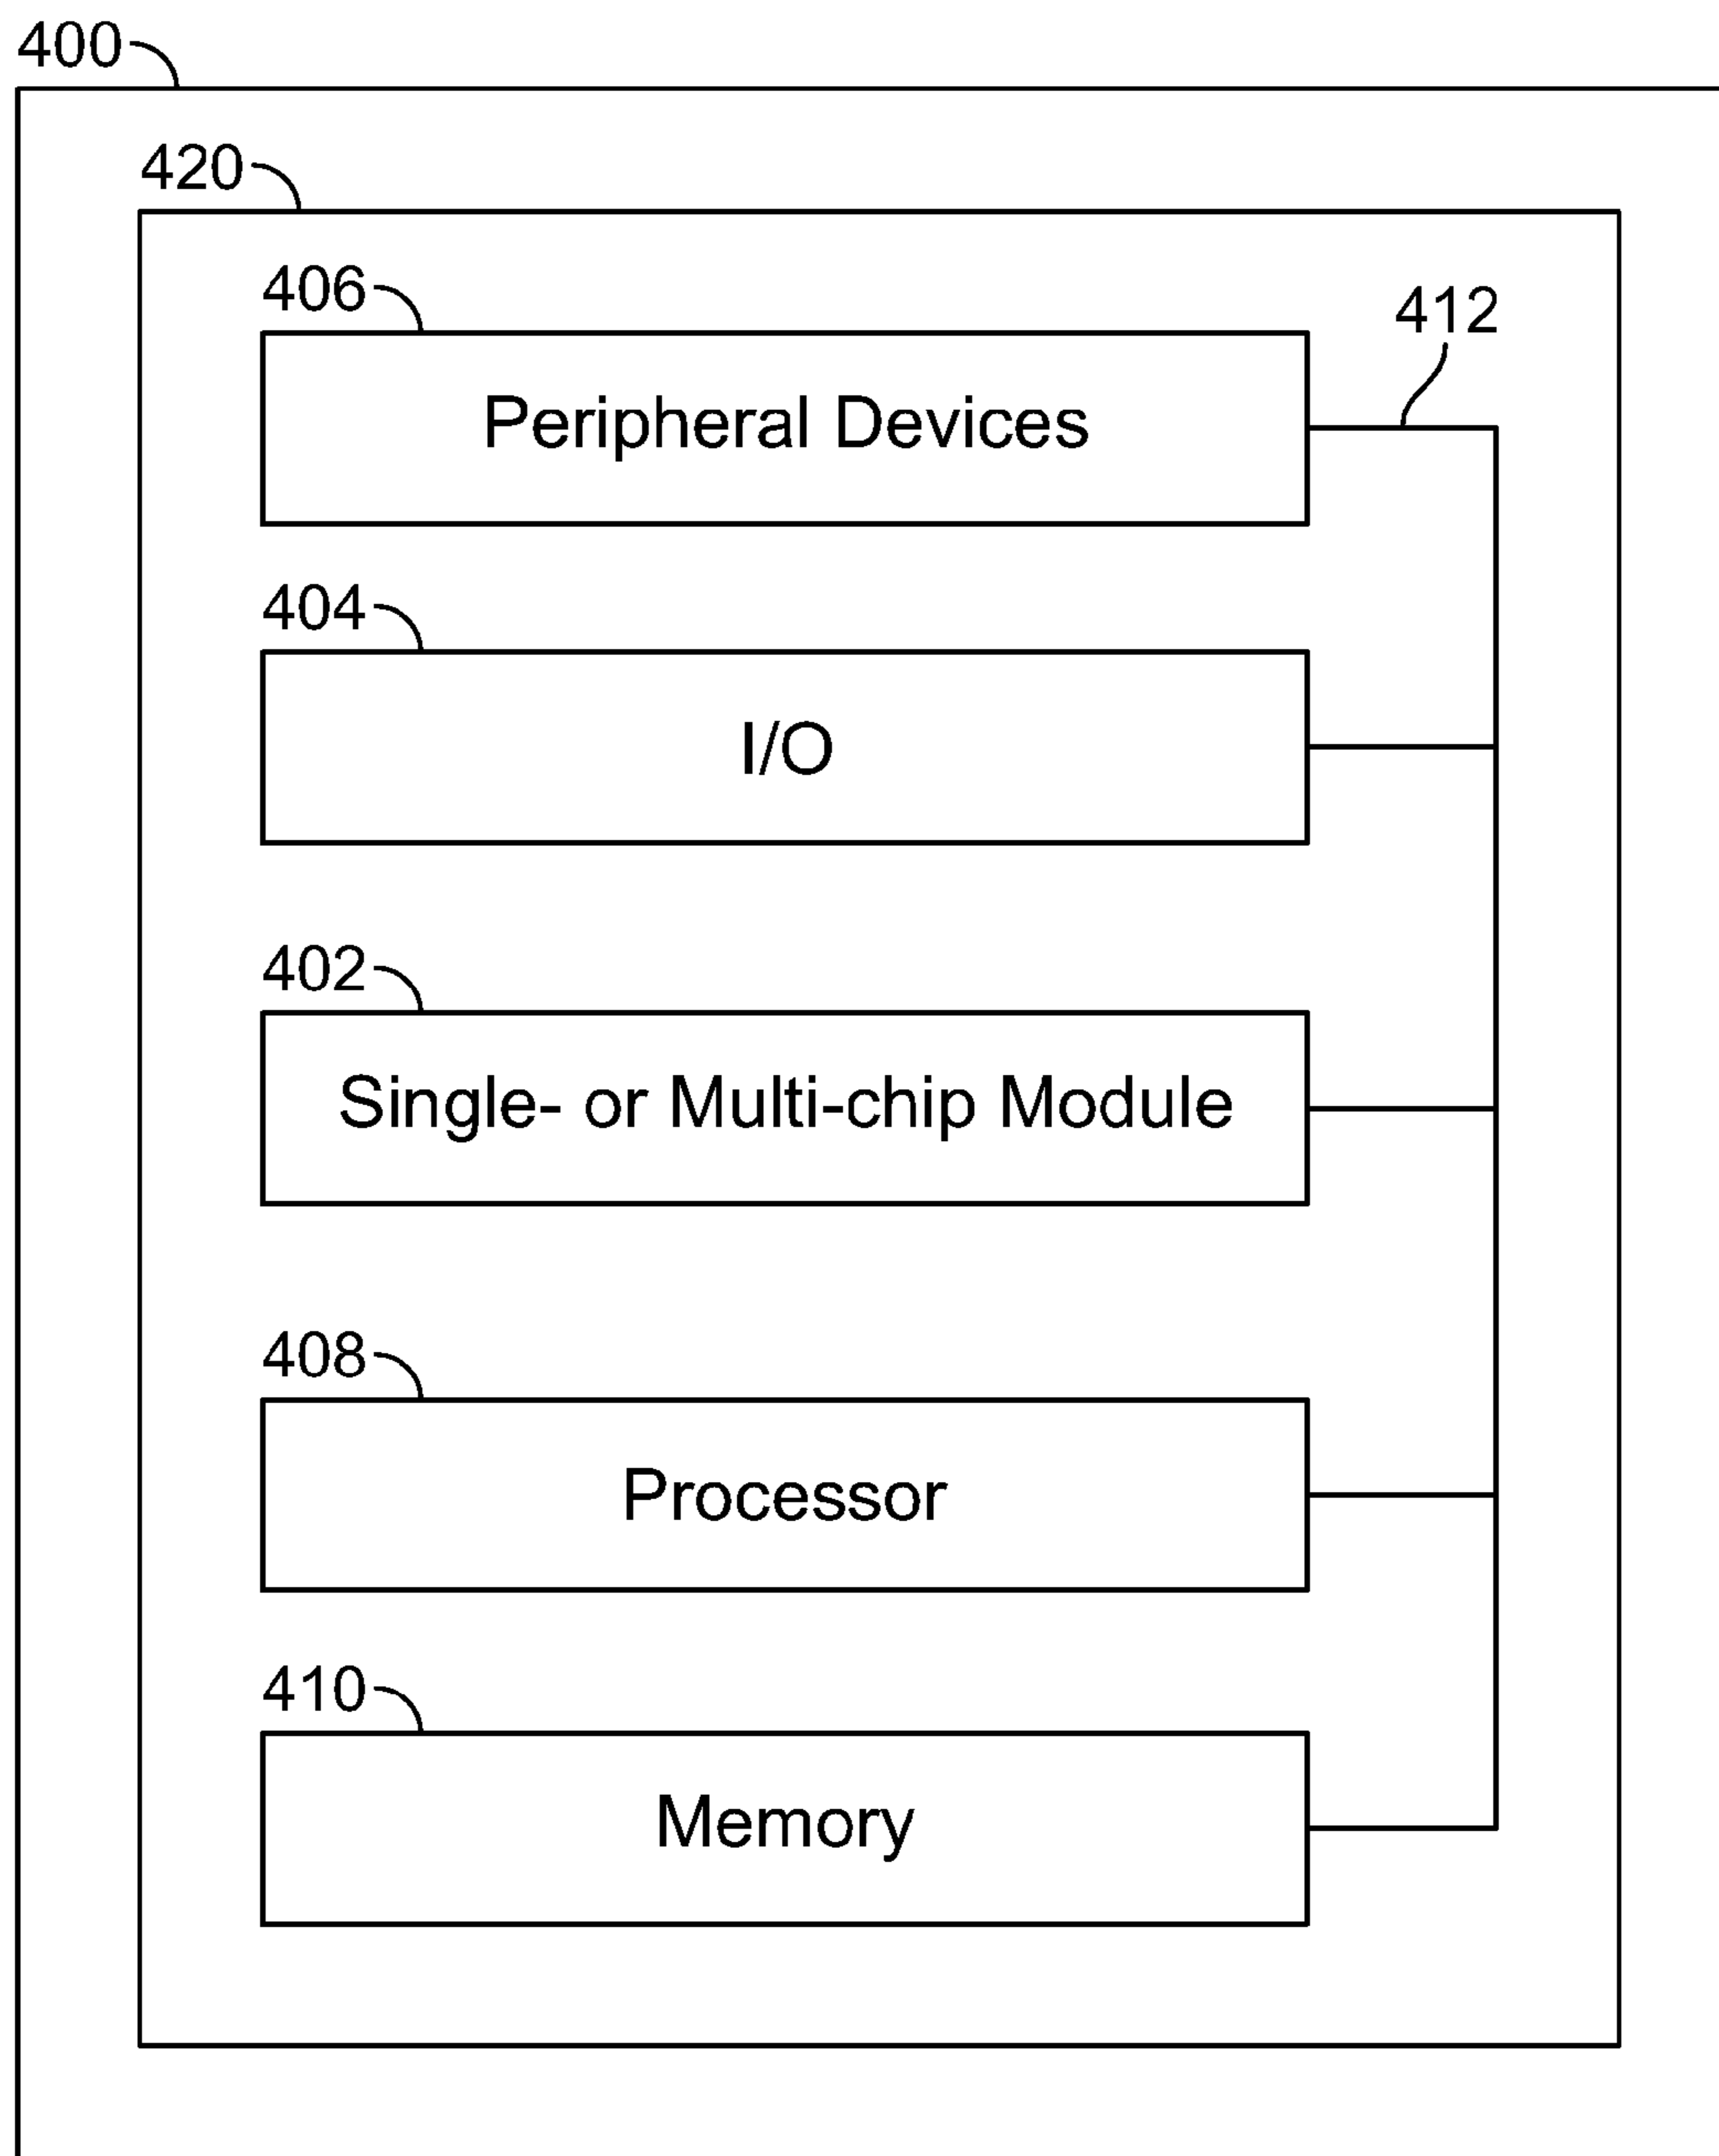 400
420
406
412
Peripheral Devices
404
I/O
402
Single- or Multi-chip Module
408
Processor
410
Memory